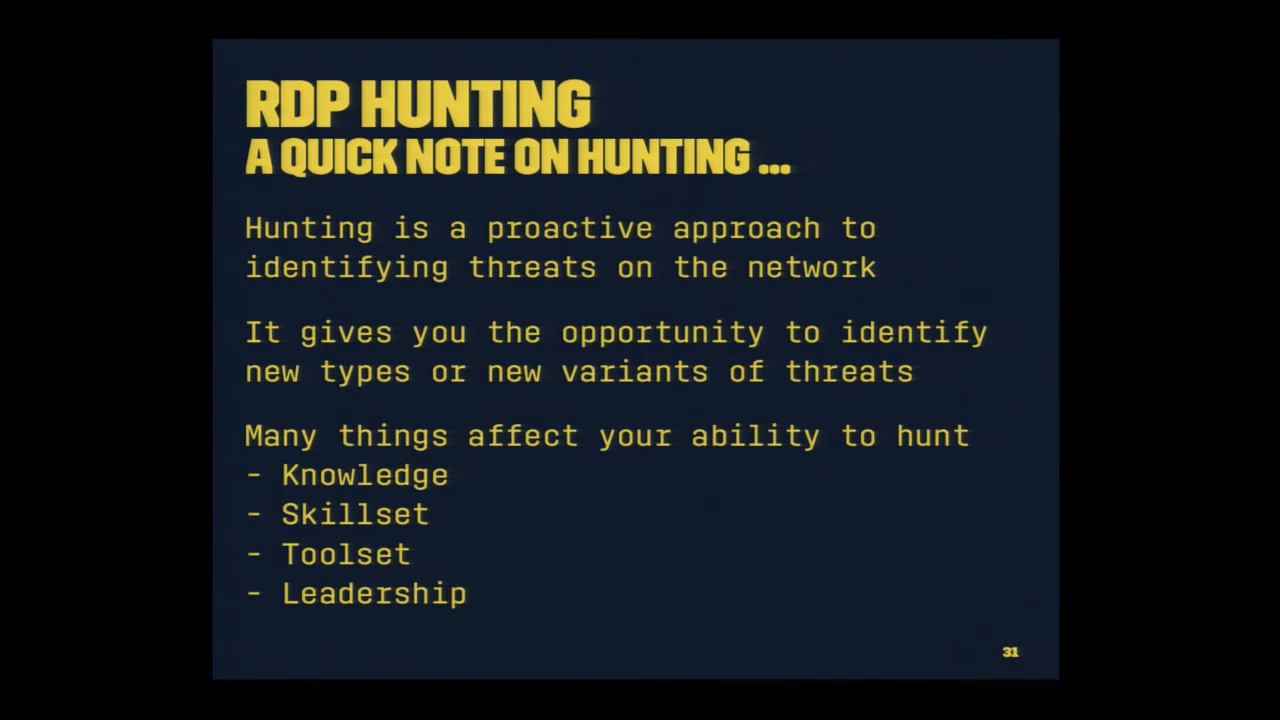 RDP HUNTING
A QUICK NOTE ON HUNTING ...
Hunting is a proactive approach to
identifying threats on the network
It gives you the opportunity to identify
new types or new variants of threats
Many things affect your ability to hunt
- Knowledge
- Skillset
- Toolset
- Leadership
31